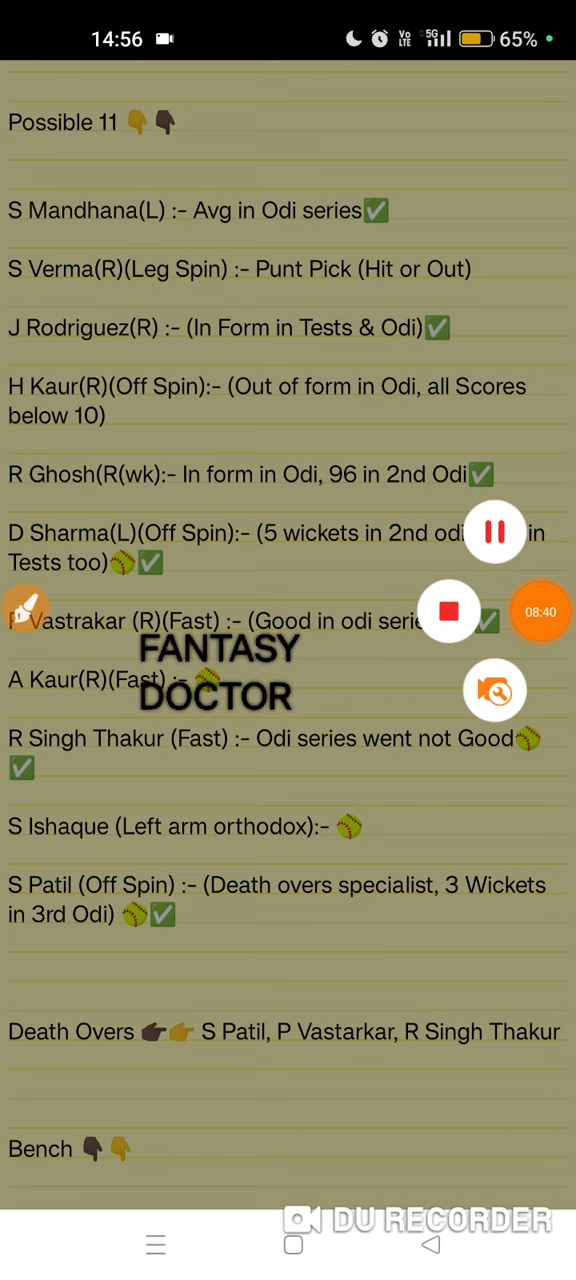 14:56 Vo LTE 5G 65%
Possible 11 👇👇🏿
S Mandhana(L) :- Avg in Odi series✅
S Verma(R)(Leg Spin) :- Punt Pick (Hit or Out)
J Rodriguez(R) :- (In Form in Tests & Odi)✅
H Kaur(R)(Off Spin):- (Out of form in Odi, all Scores
below 10)
R Ghosh(R(wk):- In form in Odi, 96 in 2nd Odi✅
D Sharma(L)(Off Spin):- (5 wickets in 2nd odi in
Tests too)🥎✅
Vastrakar (R)(Fast) :- (Good in odi ✅
08:40
FANTASY
A Kaur(R)(Fast) :- 🥎
DOCTOR
R Singh Thakur (Fast) :- Odi series went not Good🥎
✅
S Ishaque (Left arm orthodox):- 🥎
S Patil (Off Spin) :- (Death overs specialist, 3 Wickets
in 3rd Odi) 🥎✅
Death Overs 👉🏿👉 S Patil, P Vastarkar, R Singh Thakur
Bench 👇🏿👇
DU RECORDER